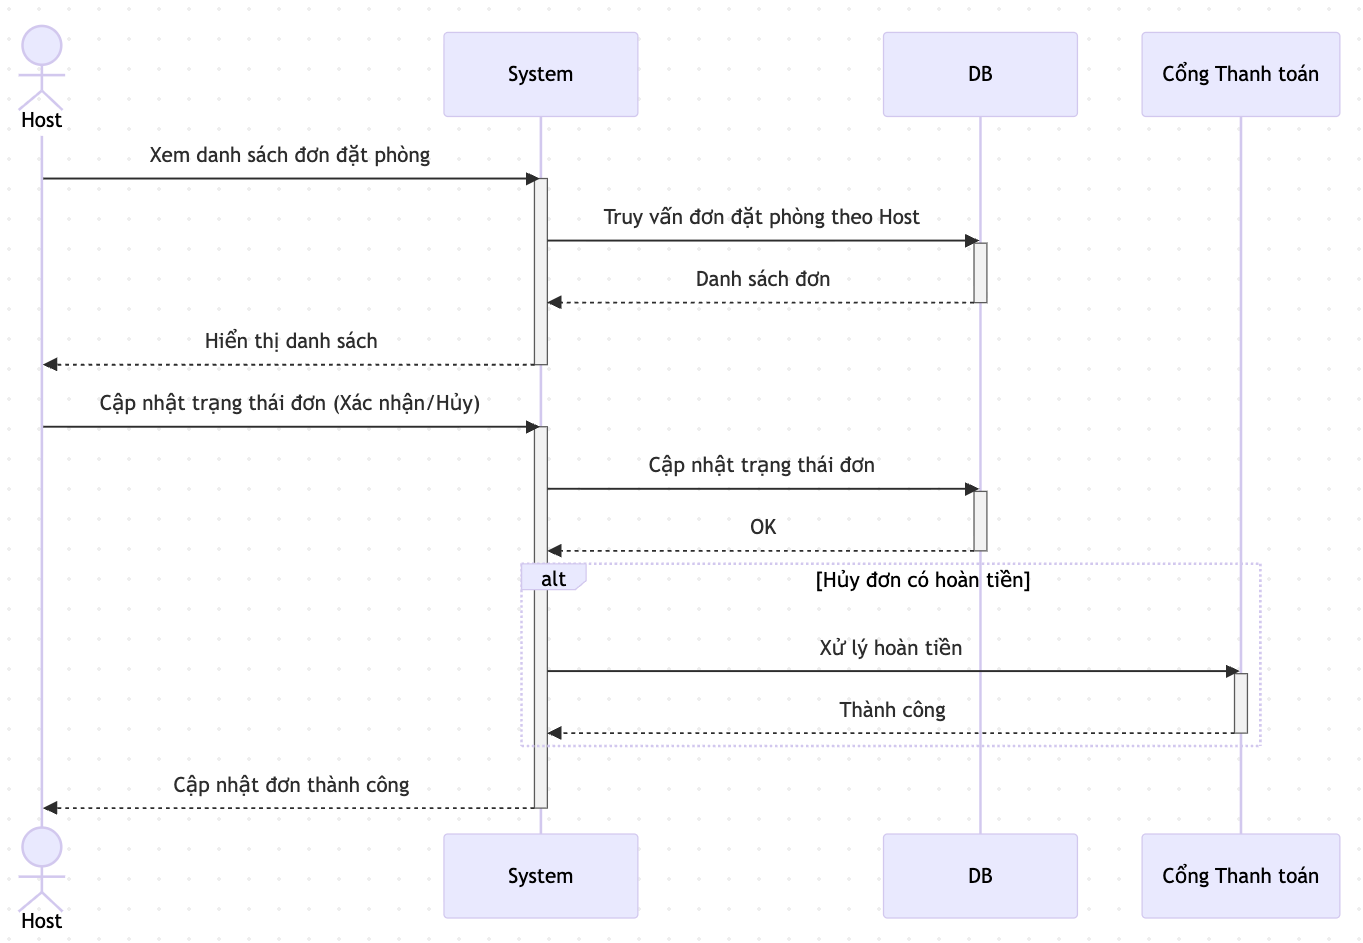 Host
System
DB
Cổng Thanh toán
Xem danh sách đơn đặt phòng
Truy vấn đơn đặt phòng theo Host
Danh sách đơn
Hiển thị danh sách
Cập nhật trạng thái đơn (Xác nhận/Hủy)
Cập nhật trạng thái đơn
OK
alt
[Hủy đơn có hoàn tiền]
Xử lý hoàn tiền
Thành công
Cập nhật đơn thành công
Host
System
DB
Cổng Thanh toán